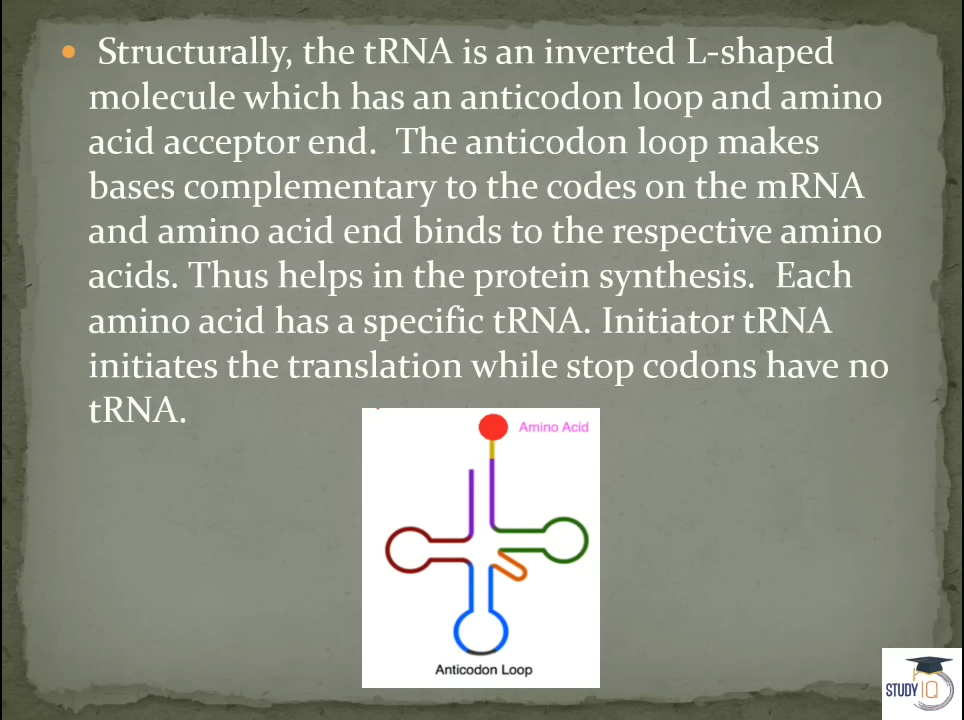 Structurally, the tRNA is an inverted L-shaped
molecule which has an anticodon loop and amino
acid acceptor end.  The anticodon loop makes
bases complementary to the codes on the mRNA
and amino acid end binds to the respective amino
acids. Thus helps in the protein synthesis.  Each
amino acid has a specific tRNA. Initiator tRNA
initiates the translation while stop codons have no
tRNA.
Amino Acid
Anticodon Loop
STUDY IQ